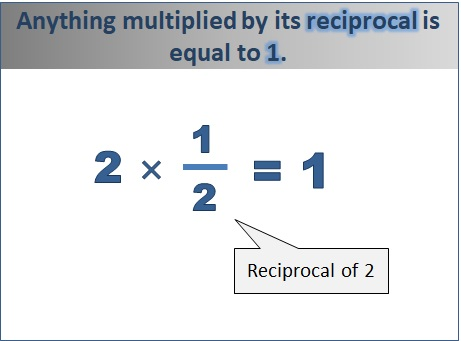 Anything multiplied by its reciprocal is
equal to 1.
2 × 1/2 = 1
Reciprocal of 2